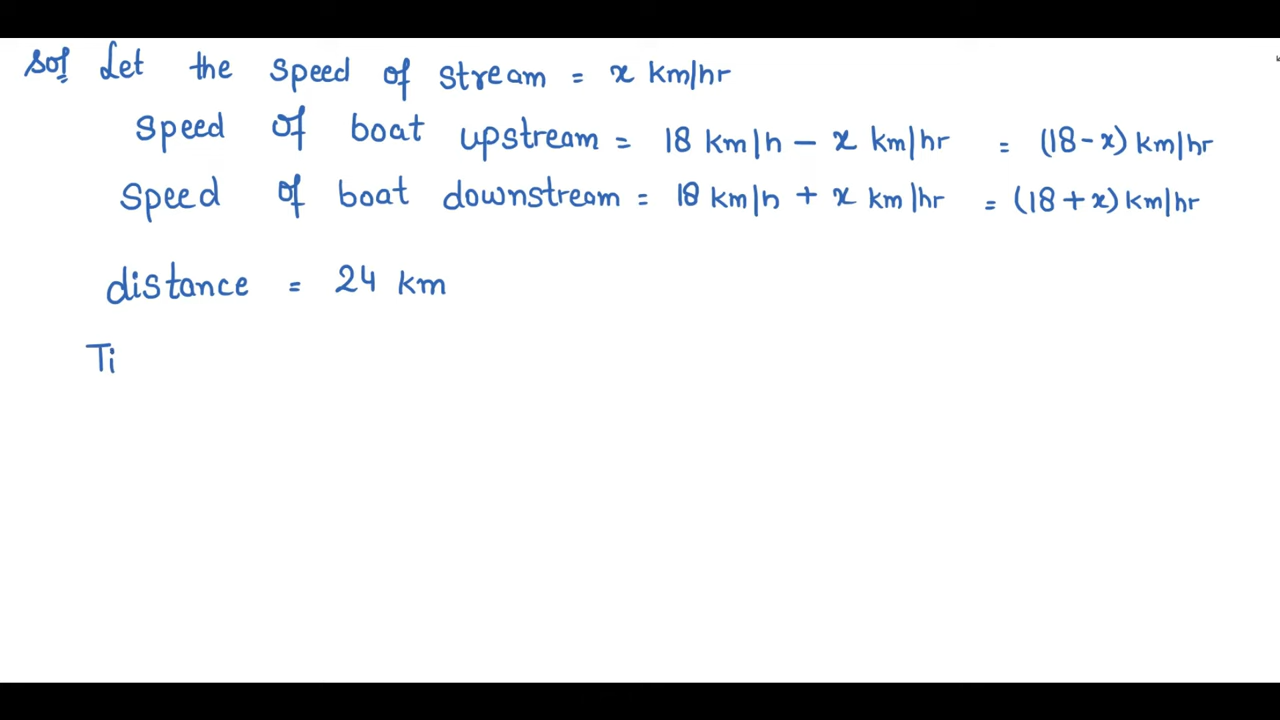 Sol Let the speed of stream = x km/hr
speed of boat upstream = 18 km/h - x km/hr = (18-x) km/hr
Speed of boat downstream = 18 km/h + x km/hr = (18+x) km/hr
distance = 24 km
Ti